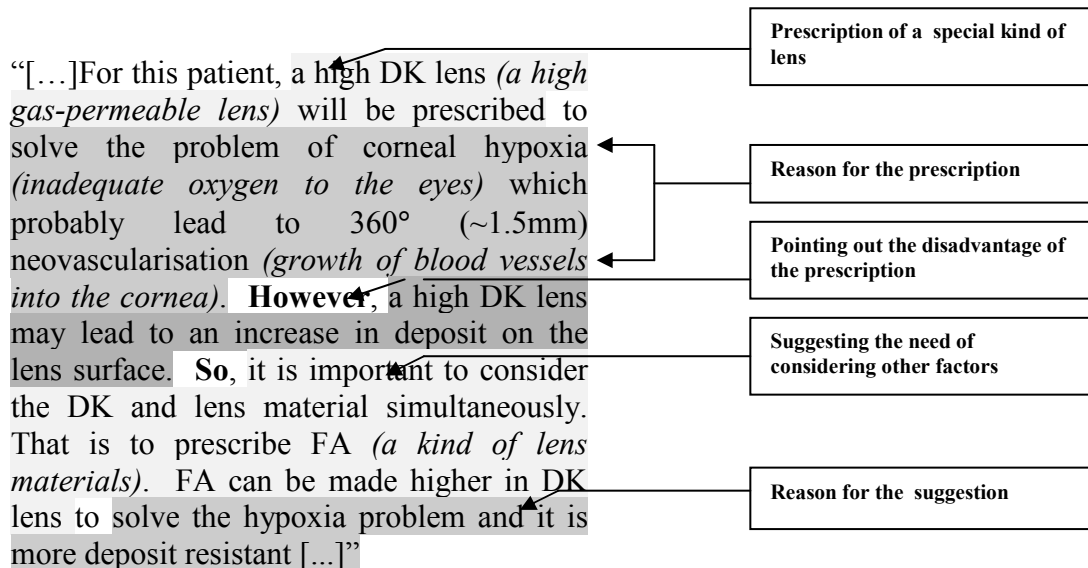 Prescription of a special kind of
lens
“[…]For this patient, a high DK lens (a high
gas-permeable lens) will be prescribed to
solve the problem of corneal hypoxia
(inadequate oxygen to the eyes) which
probably lead to 360° (~1.5mm)
neovascularisation (growth of blood vessels
into the cornea). However, a high DK lens
may lead to an increase in deposit on the
lens surface. So, it is important to consider
the DK and lens material simultaneously.
That is to prescribe FA (a kind of lens
materials). FA can be made higher in DK
lens to solve the hypoxia problem and it is
more deposit resistant [...]”
Reason for the prescription
Pointing out the disadvantage of
the prescription
Suggesting the need of
considering other factors
Reason for the suggestion